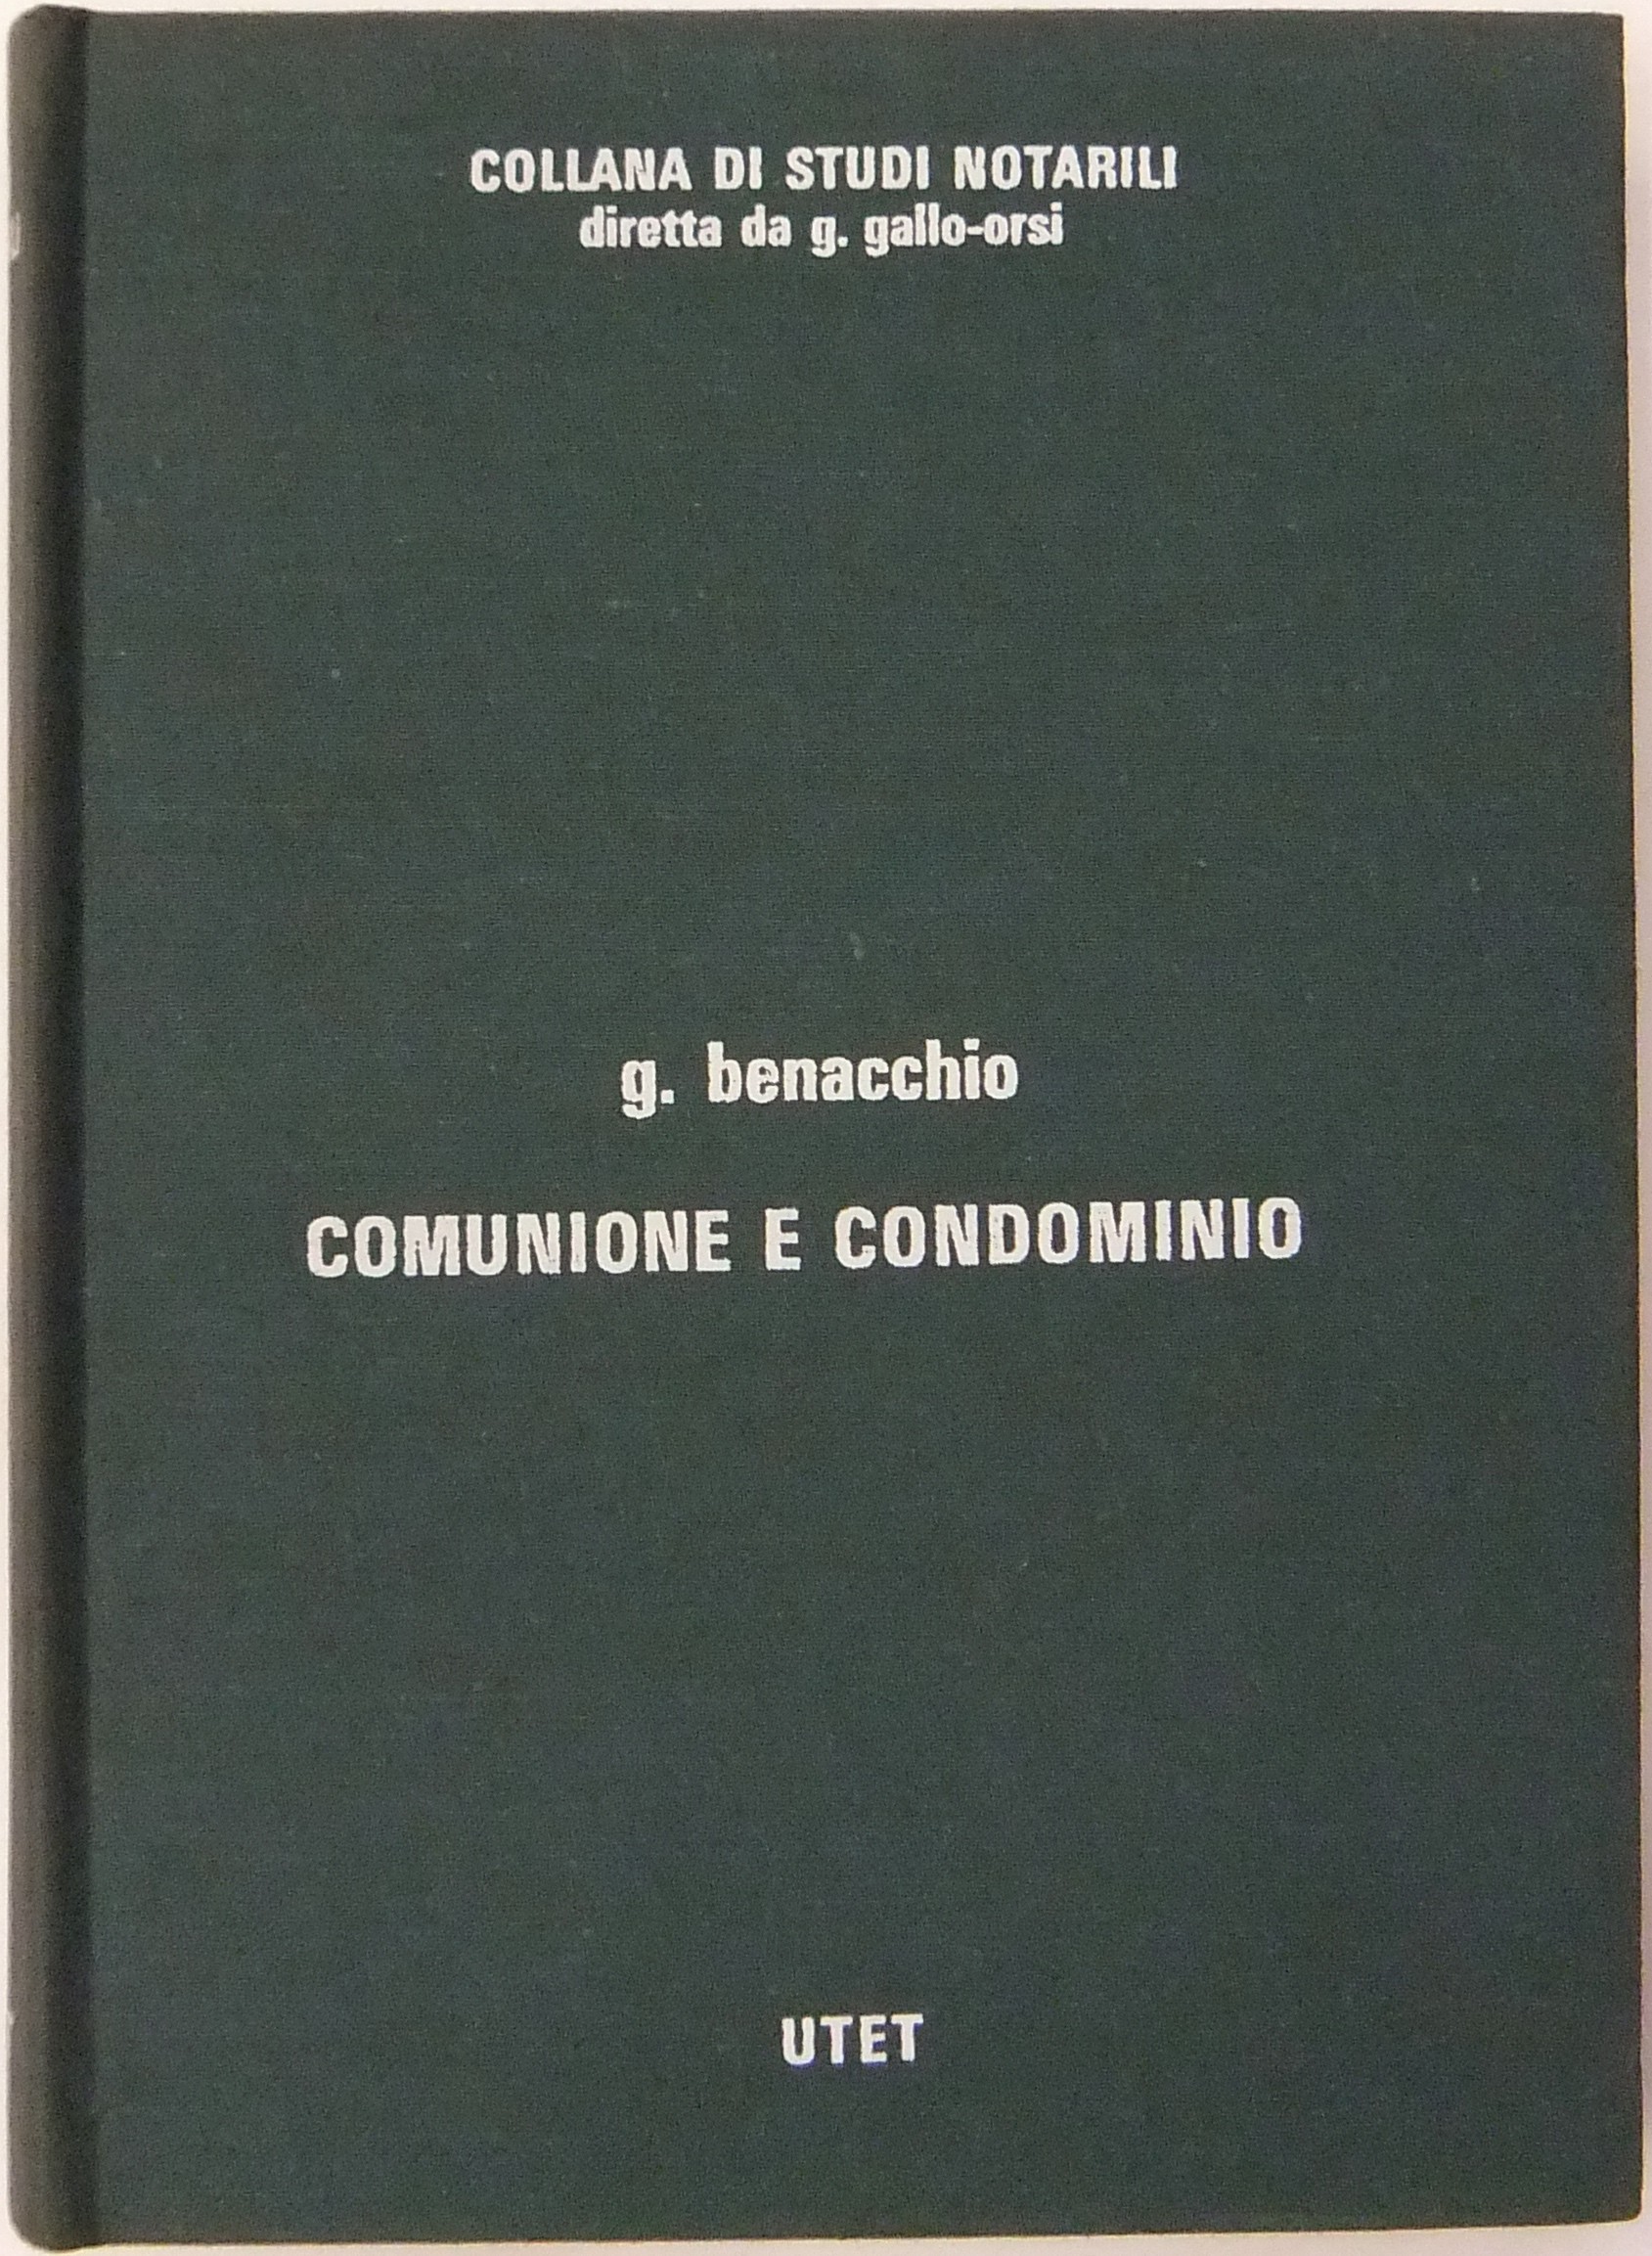 COLLANA DI STUDI NOTARILI
diretta da g. gallo-orsi
g. benacchio
COMUNIONE E CONDOMINIO
UTET